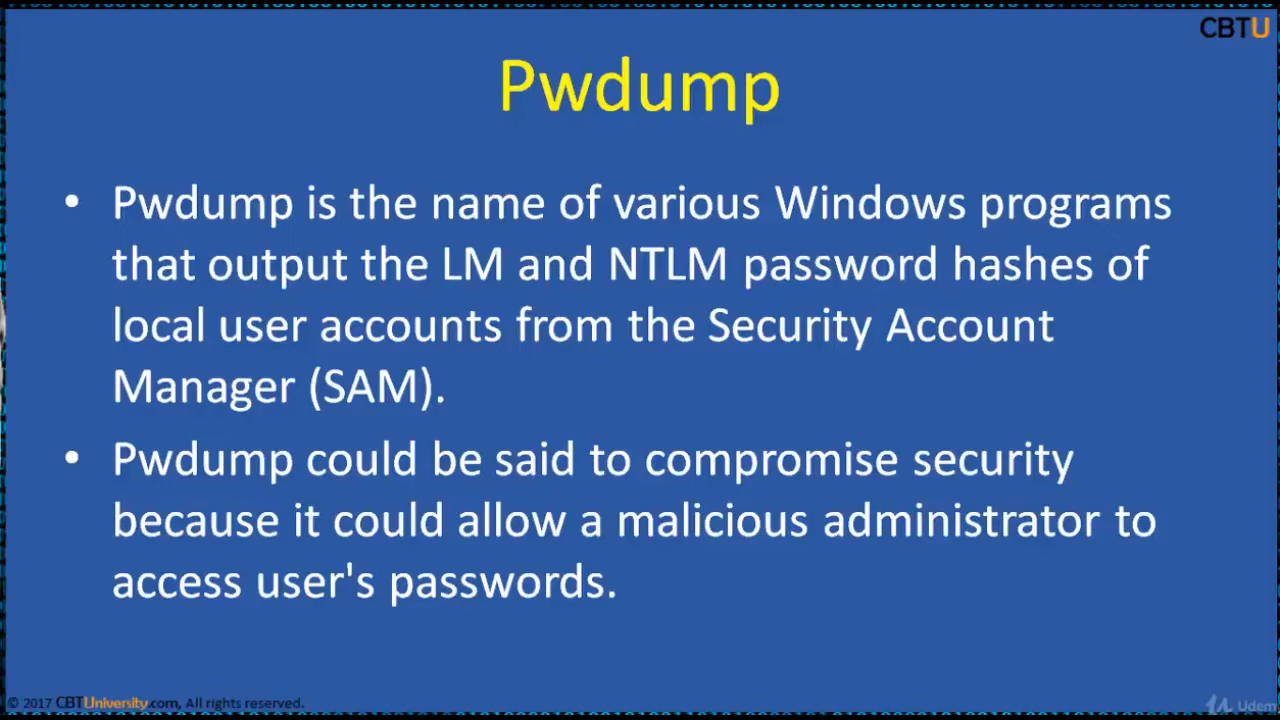 CBTU
Pwdump
• Pwdump is the name of various Windows programs
that output the LM and NTLM password hashes of
local user accounts from the Security Account
Manager (SAM).
• Pwdump could be said to compromise security
because it could allow a malicious administrator to
access user's passwords.
© 2017 CBTUniversity.com, All rights reserved.